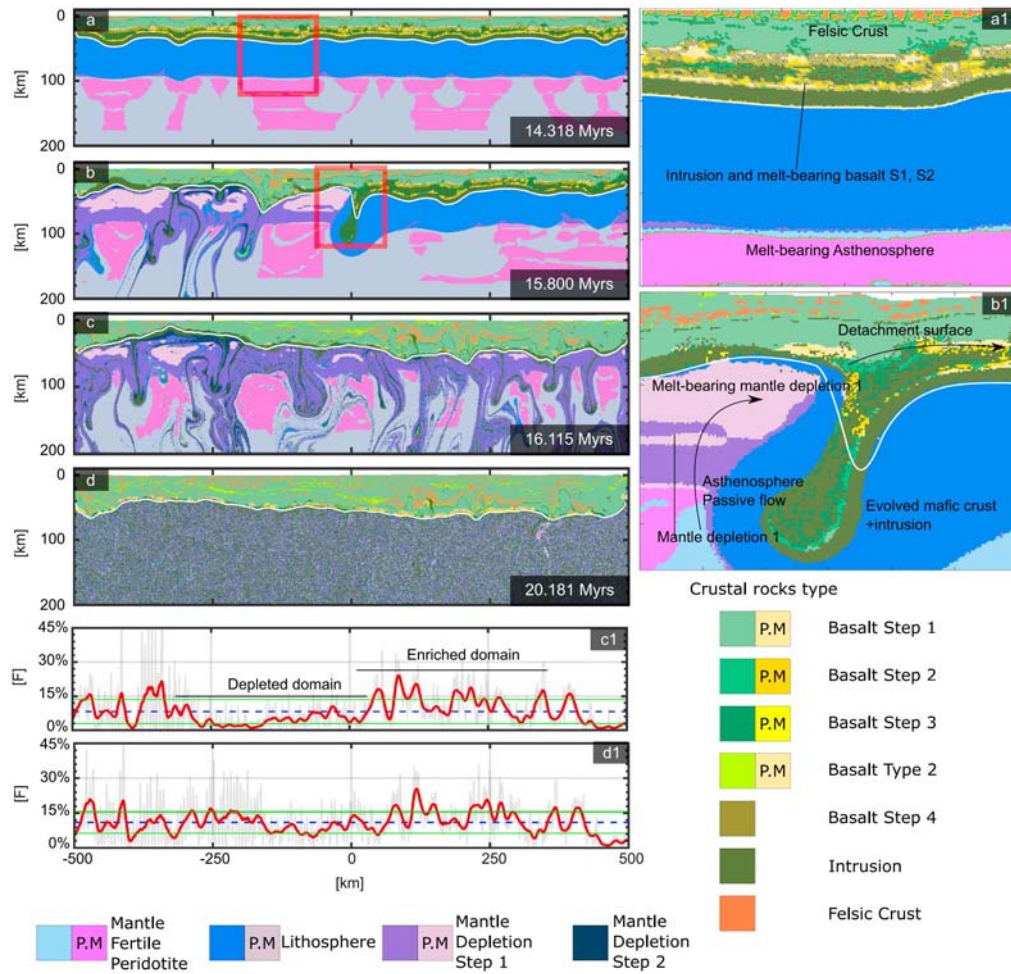 a
0
[km]
100
200
14.318 Myrs
b
0
[km]
100
200
15.800 Myrs
c
0
[km]
100
200
16.115 Myrs
d
0
[km]
100
200
20.181 Myrs
c1
45%
30%
[F]
15%
0%
Depleted domain
Enriched domain
d1
45%
30%
[F]
15%
0%
-500
-250
0
250
500
[km]
a1
Felsic Crust
Intrusion and melt-bearing basalt S1, S2
Melt-bearing Asthenosphere
b1
Detachment surface
Melt-bearing mantle depletion 1
Asthenosphere
Passive flow
Evolved mafic crust
+intrusion
Mantle depletion 1
Crustal rocks type
P.M Basalt Step 1
P.M Basalt Step 2
P.M Basalt Step 3
P.M Basalt Type 2
Basalt Step 4
Intrusion
Felsic Crust
P.M Mantle
Fertile
Peridotite
P.M Lithosphere
P.M Mantle
Depletion
Step 1
Mantle
Depletion
Step 2